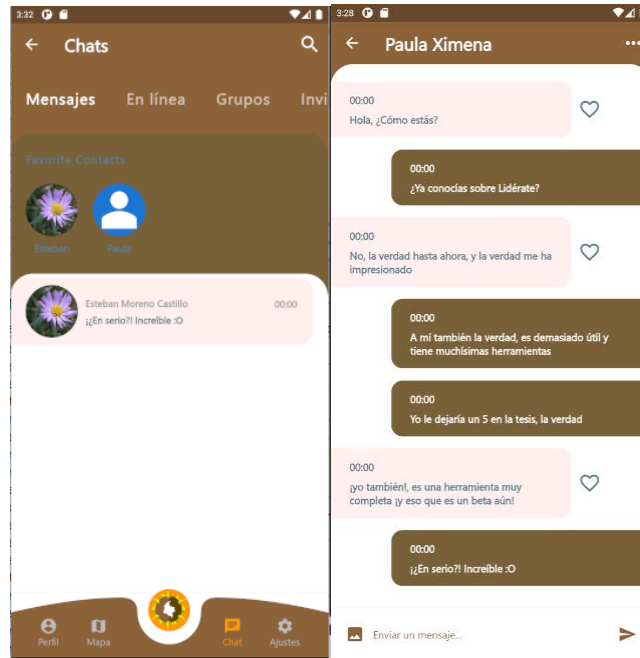 3:32
Chats
Mensajes En línea Grupos Invi
Favorite Contacts
Esteban Paula
Esteban Moreno Castillo 00:00
¡¿En serio?! Increíble :O
Perfil Mapa Chat Ajustes
3:28
Paula Ximena
00:00
Hola, ¿Cómo estás?
00:00
¿Ya conocías sobre Lidérate?
00:00
No, la verdad hasta ahora, y la verdad me ha
impresionado
00:00
A mí también la verdad, es demasiado útil y
tiene muchísimas herramientas
00:00
Yo le dejaría un 5 en la tesis, la verdad
00:00
¡yo también!, es una herramienta muy
completa ¡y eso que es un beta aún!
00:00
¡¿En serio?! Increíble :O
Enviar un mensaje...